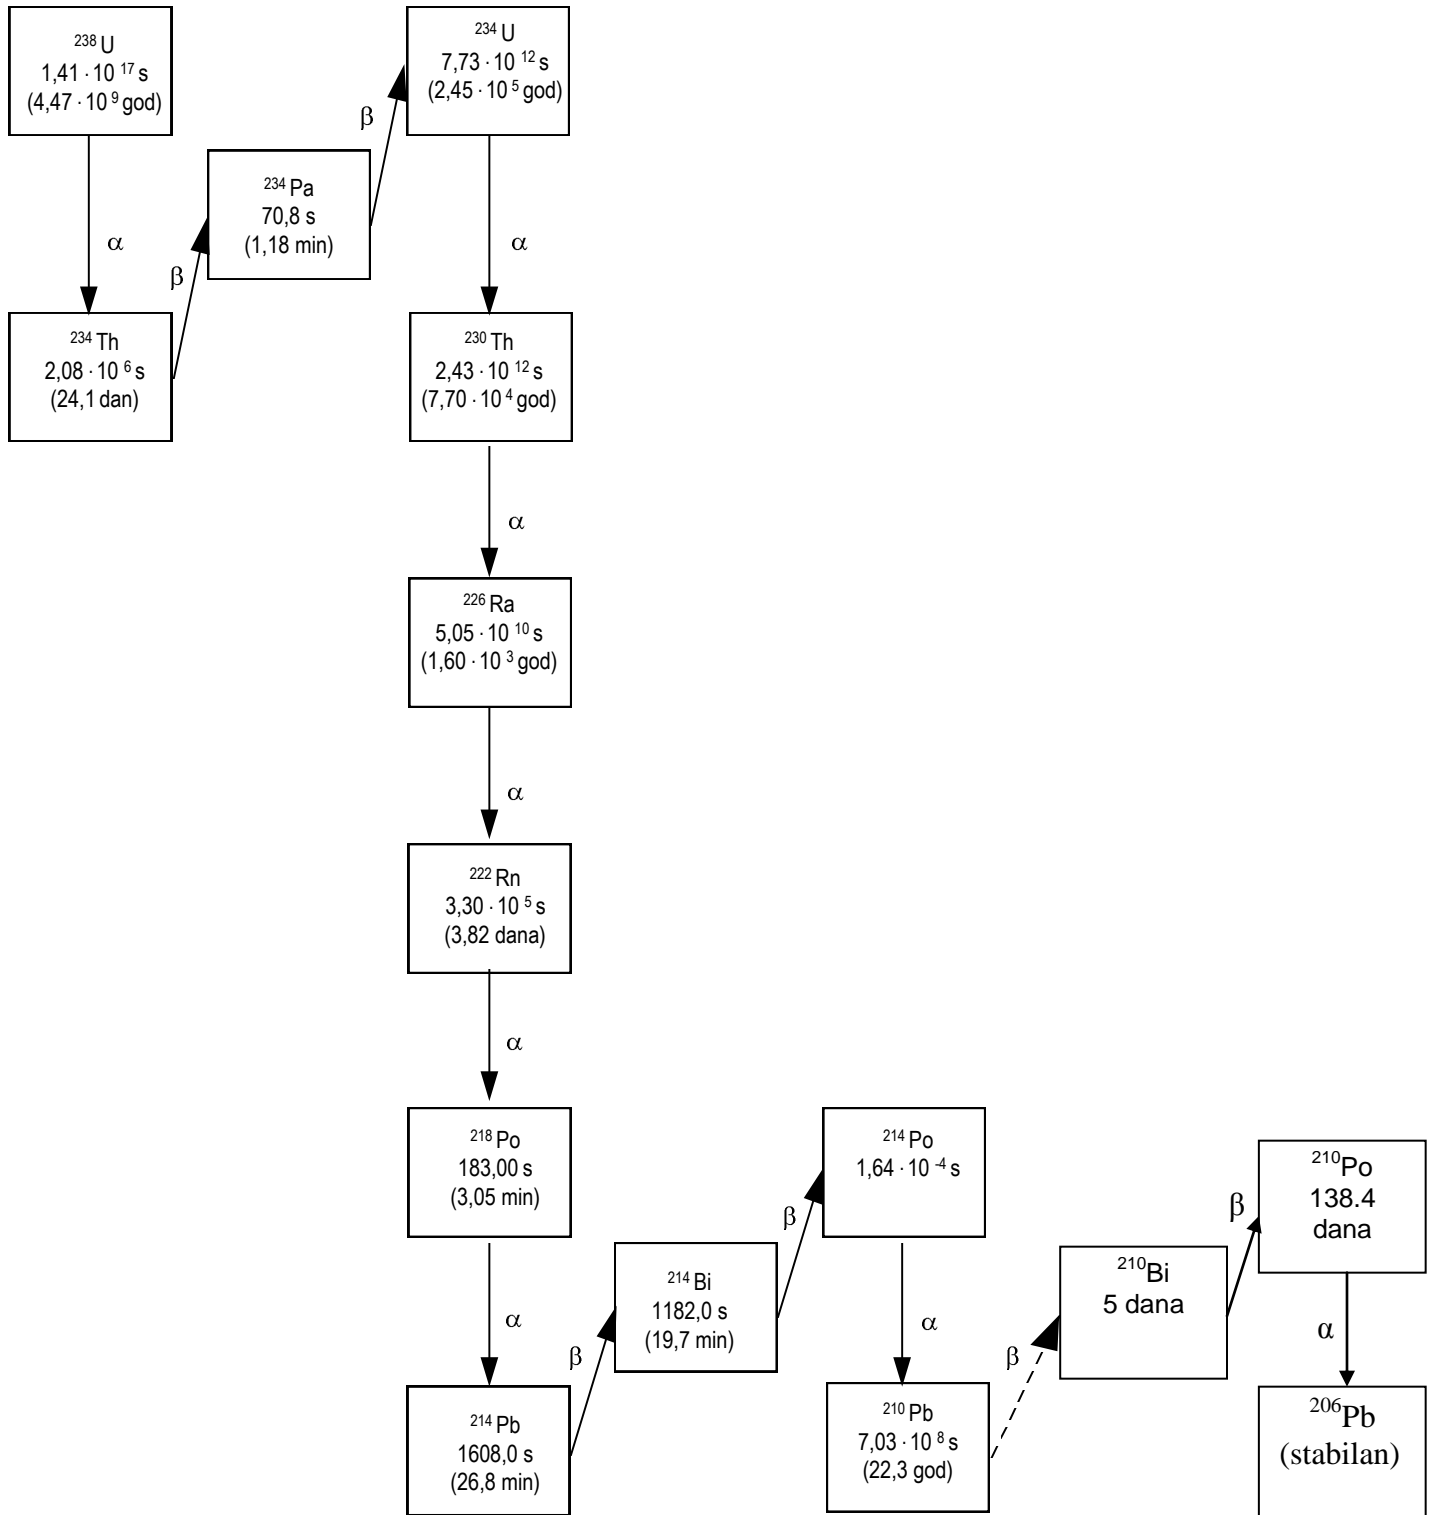 ²³⁸U
1,41 · 10 ¹⁷ s
(4,47 · 10 ⁹ god)
α
²³⁴Th
2,08 · 10 ⁶ s
(24,1 dan)
β
²³⁴Pa
70,8 s
(1,18 min)
β
²³⁴U
7,73 · 10 ¹² s
(2,45 · 10 ⁵ god)
α
²³⁰Th
2,43 · 10 ¹² s
(7,70 · 10 ⁴ god)
α
²²⁶Ra
5,05 · 10 ¹⁰ s
(1,60 · 10 ³ god)
α
²²²Rn
3,30 · 10 ⁵ s
(3,82 dana)
α
²¹⁸Po
183,00 s
(3,05 min)
α
²¹⁴Pb
1608,0 s
(26,8 min)
β
²¹⁴Bi
1182,0 s
(19,7 min)
β
²¹⁴Po
1,64 · 10 ⁻⁴ s
α
²¹⁰Pb
7,03 · 10 ⁸ s
(22,3 god)
β
²¹⁰Bi
5 dana
β
²¹⁰Po
138.4
dana
α
²⁰⁶Pb
(stabilan)